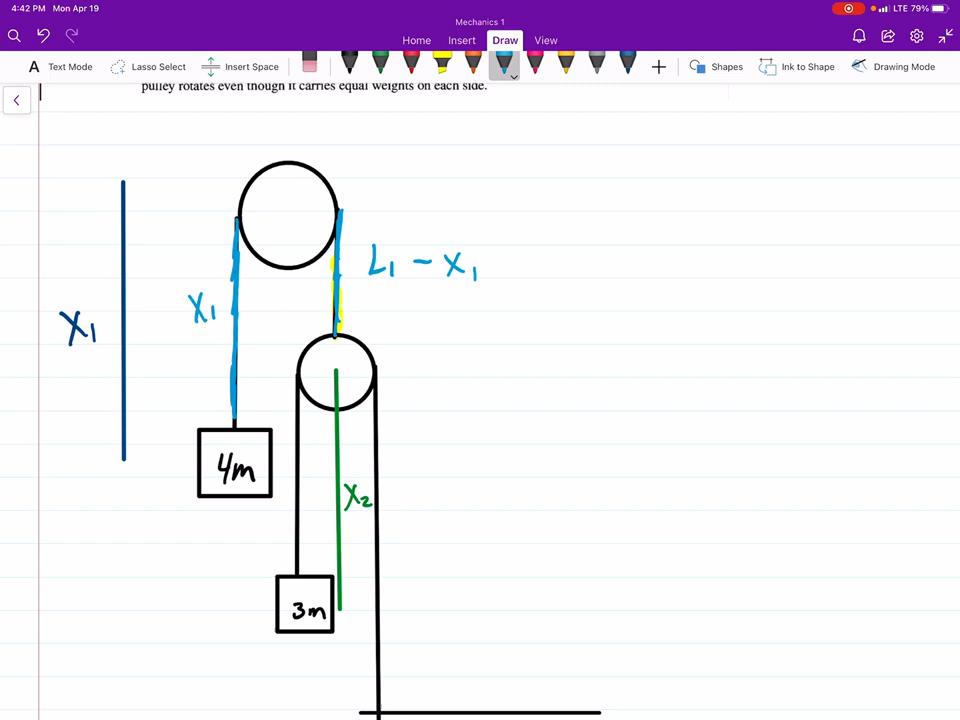 4:42 PM Mon Apr 19
LTE 79%
Mechanics 1
Home Insert Draw View
A Text Mode Lasso Select Insert Space Shapes Ink to Shape Drawing Mode
pulley rotates even though it carries equal weights on each side.
L₁ - x₁
x₁
x₁
4m
x₂
3m